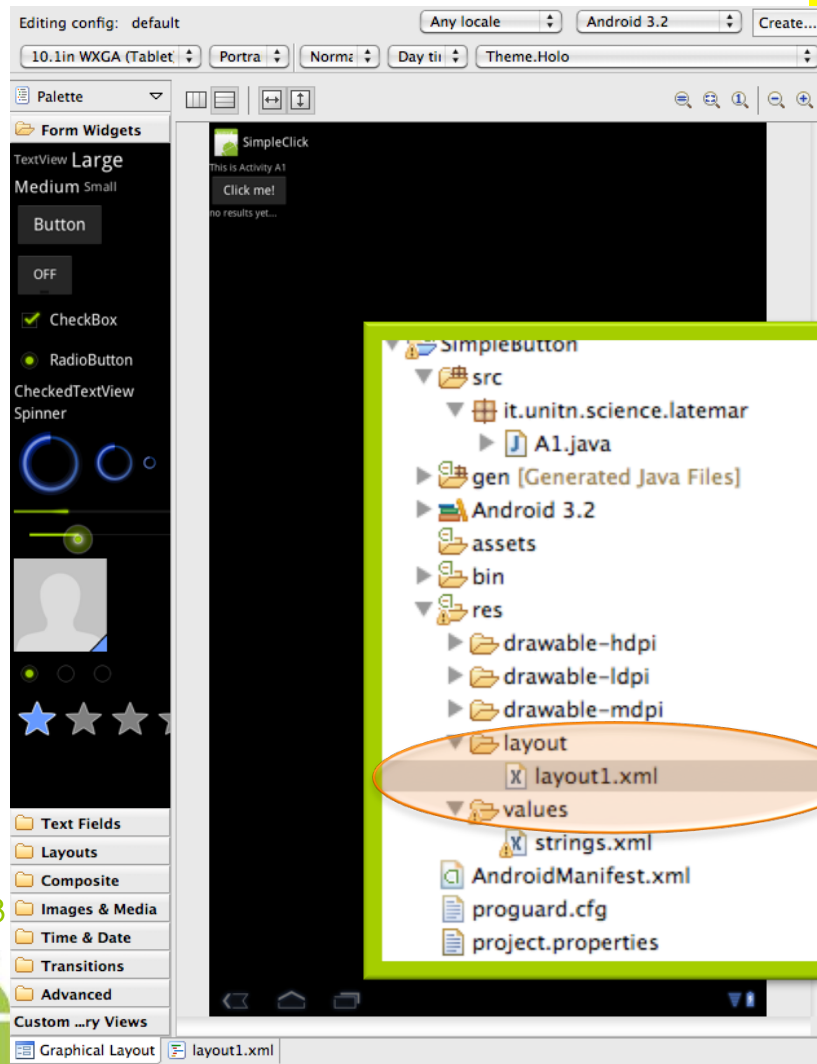 Editing config: default
Any locale
Android 3.2
Create...
10.1in WXGA (Tablet
Portra
Norma
Day tii
Theme.Holo
Palette
Form Widgets
TextView Large
Medium Small
Button
OFF
CheckBox
RadioButton
CheckedTextView
Spinner
Text Fields
Layouts
Composite
Images & Media
Time & Date
Transitions
Advanced
Custom ...ry Views
SimpleClick
This is Activity A1
Click me!
no results yet...
SimpleButton
src
it.unitn.science.latemar
A1.java
gen [Generated Java Files]
Android 3.2
assets
bin
res
drawable-hdpi
drawable-ldpi
drawable-mdpi
layout
layout1.xml
values
strings.xml
AndroidManifest.xml
proguard.cfg
project.properties
Graphical Layout
layout1.xml